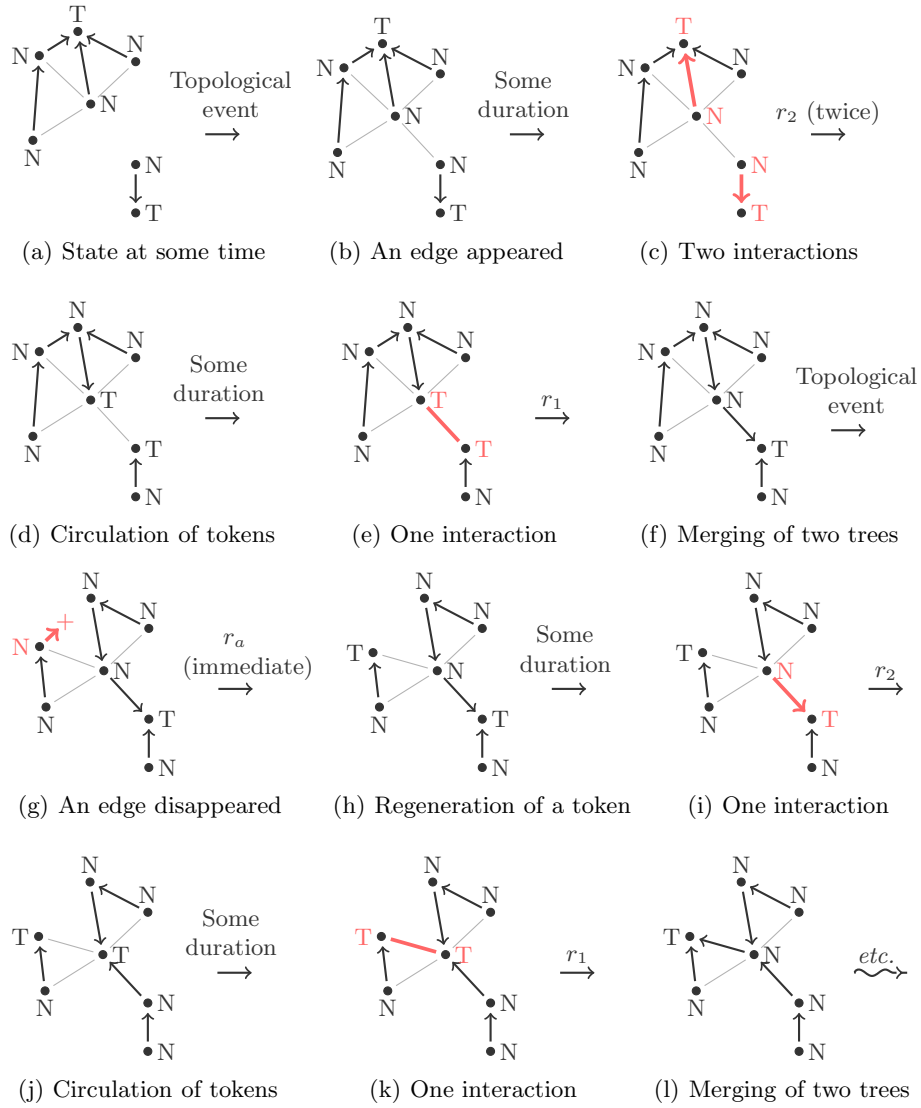 T
N
N
N
N
N
T
Topological
event
(a) State at some time
T
N
N
N
N
N
T
Some
duration
(b) An edge appeared
T
N
N
N
N
N
T
r2 (twice)
(c) Two interactions
N
N
N
T
N
T
N
Some
duration
(d) Circulation of tokens
N
N
N
T
N
T
N
r1
(e) One interaction
N
N
N
N
N
T
N
Topological
event
(f) Merging of two trees
N
+
N
N
N
N
T
N
ra
(immediate)
(g) An edge disappeared
N
N
T
N
N
T
N
Some
duration
(h) Regeneration of a token
N
N
T
N
N
T
N
r2
(i) One interaction
N
N
T
T
N
N
N
Some
duration
(j) Circulation of tokens
N
N
T
T
N
N
N
r1
(k) One interaction
N
N
T
N
N
N
N
etc.
(l) Merging of two trees